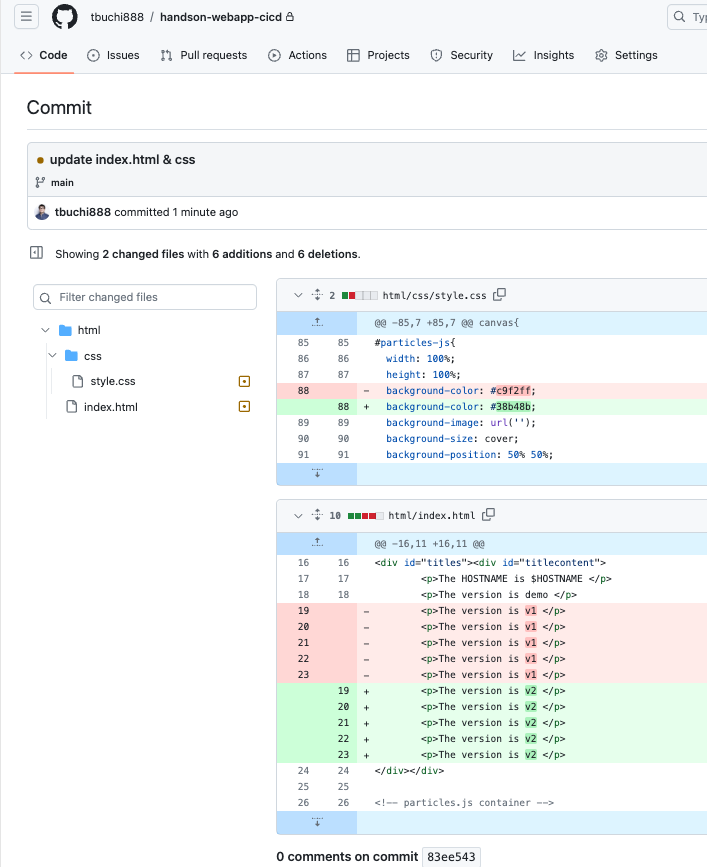 tbuchi888 / handson-webapp-cicd
Typ
Code Issues Pull requests Actions Projects Security Insights Settings
Commit
update index.html & css
main
tbuchi888 committed 1 minute ago
Showing 2 changed files with 6 additions and 6 deletions.
Filter changed files
html
css
style.css
index.html
2 html/css/style.css
@@ -85,7 +85,7 @@ canvas{
85 85 #particles-js{
86 86 width: 100%;
87 87 height: 100%;
88 - background-color: #c9f2ff;
88 + background-color: #38b48b;
89 89 background-image: url('');
90 90 background-size: cover;
91 91 background-position: 50% 50%;
10 html/index.html
@@ -16,11 +16,11 @@
16 16 <div id="titles"><div id="titlecontent">
17 17 <p>The HOSTNAME is $HOSTNAME </p>
18 18 <p>The version is demo </p>
19 - <p>The version is v1 </p>
20 - <p>The version is v1 </p>
21 - <p>The version is v1 </p>
22 - <p>The version is v1 </p>
23 - <p>The version is v1 </p>
19 + <p>The version is v2 </p>
20 + <p>The version is v2 </p>
21 + <p>The version is v2 </p>
22 + <p>The version is v2 </p>
23 + <p>The version is v2 </p>
24 24 </div></div>
25 25
26 26 <!-- particles.js container -->
0 comments on commit 83ee543